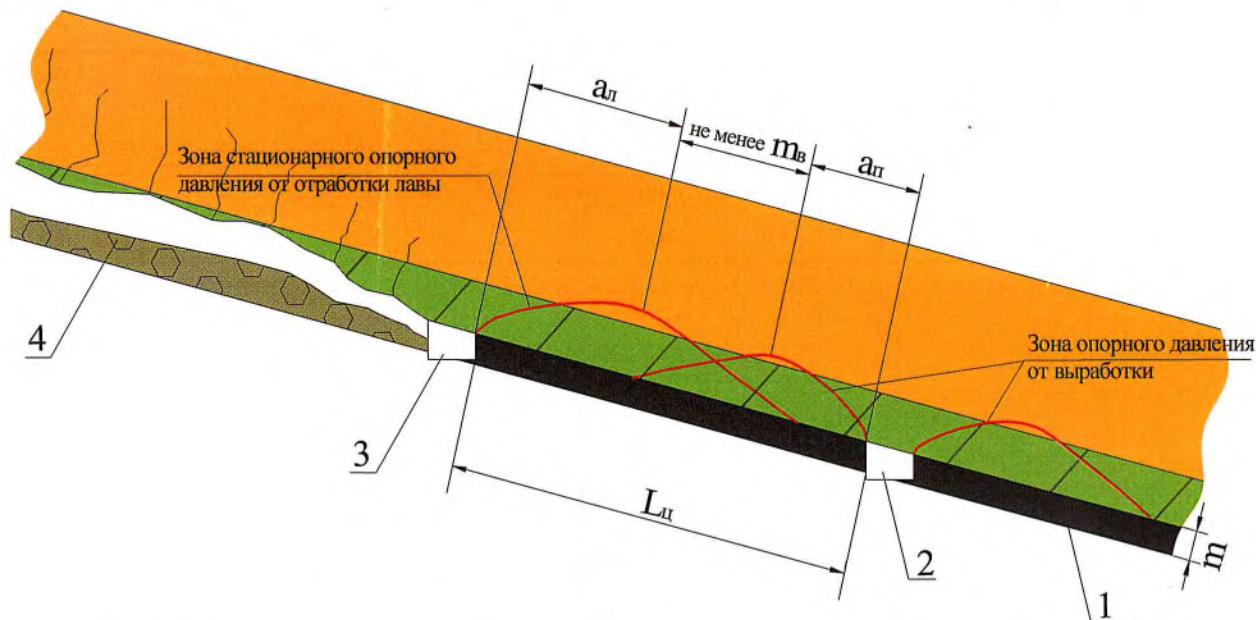 aл
не менее mв
aп
Зона стационарного опорного
давления от отработки лавы
Зона опорного давления
от выработки
4
3
Lц
2
1
m